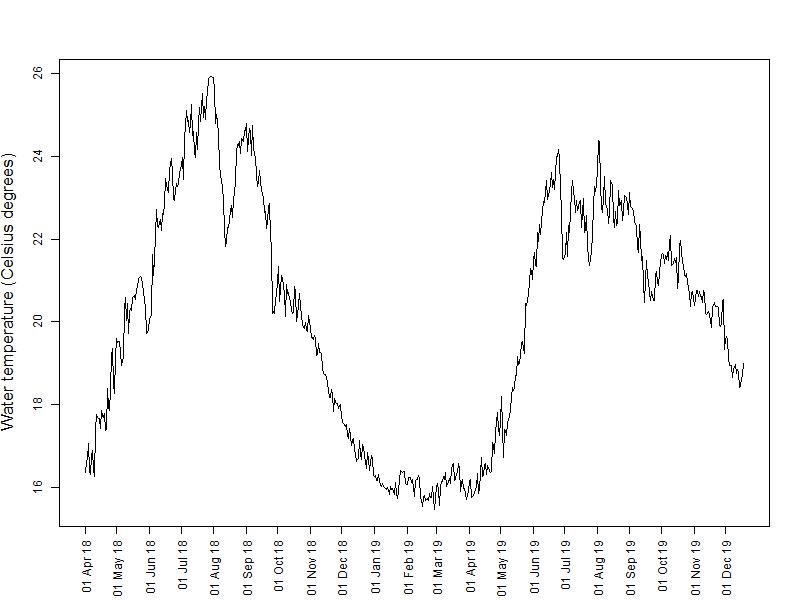 Water temperature (Celsius degrees)
26
24
22
20
18
16
01 Apr 18
01 May 18
01 Jun 18
01 Jul 18
01 Aug 18
01 Sep 18
01 Oct 18
01 Nov 18
01 Dec 18
01 Jan 19
01 Feb 19
01 Mar 19
01 Apr 19
01 May 19
01 Jun 19
01 Jul 19
01 Aug 19
01 Sep 19
01 Oct 19
01 Nov 19
01 Dec 19